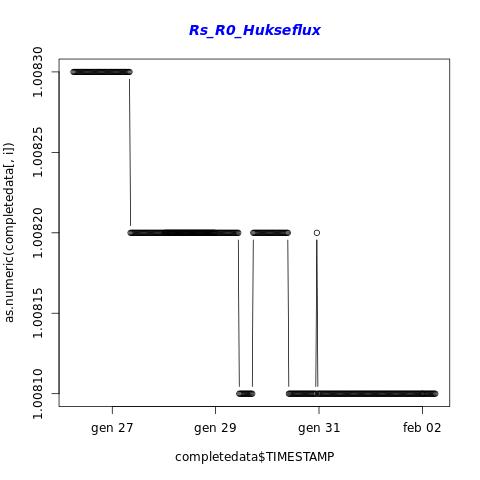 Rs_R0_Hukseflux
1.00830
1.00825
1.00820
1.00815
1.00810
as.numeric(completedata[, i])
gen 27
gen 29
gen 31
feb 02
completedata$TIMESTAMP